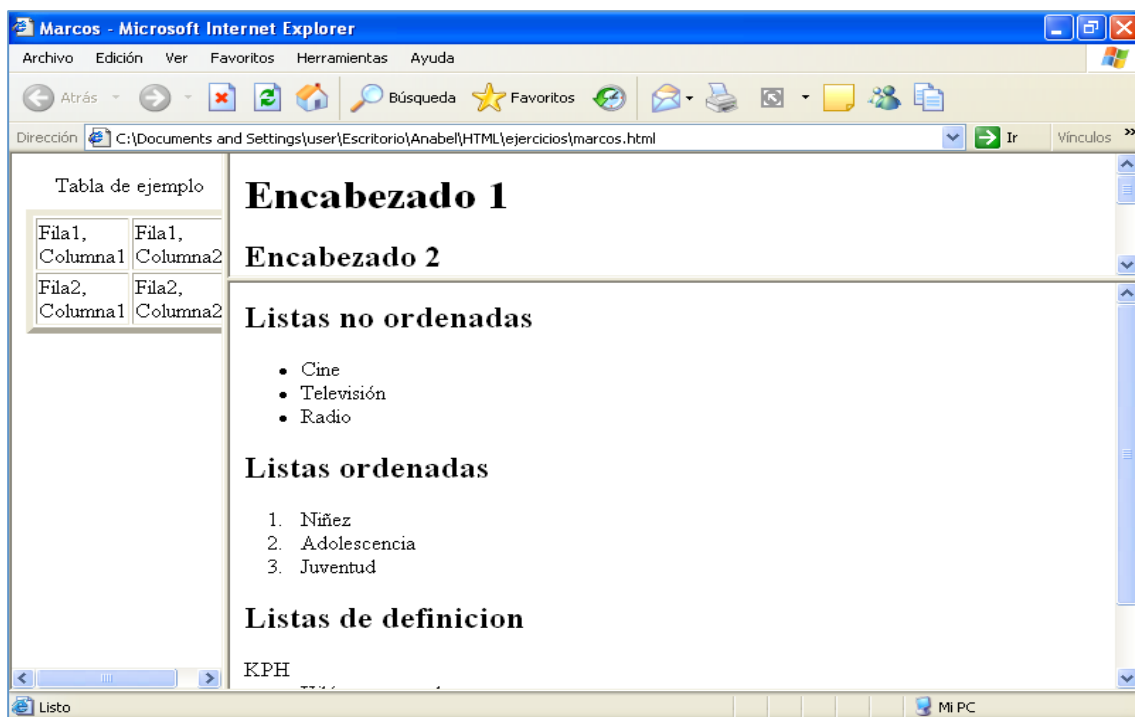 Marcos - Microsoft Internet Explorer
Archivo Edición Ver Favoritos Herramientas Ayuda
Atrás Búsqueda Favoritos
Dirección C:\Documents and Settings\user\Escritorio\Anabel\HTML\ejercicios\marcos.html Ir Vínculos »
Tabla de ejemplo
Fila1, Fila1,
Columna1 Columna2
Fila2, Fila2,
Columna1 Columna2
Encabezado 1
Encabezado 2
Listas no ordenadas
• Cine
• Televisión
• Radio
Listas ordenadas
1. Niñez
2. Adolescencia
3. Juventud
Listas de definicion
KPH
Listo Mi PC